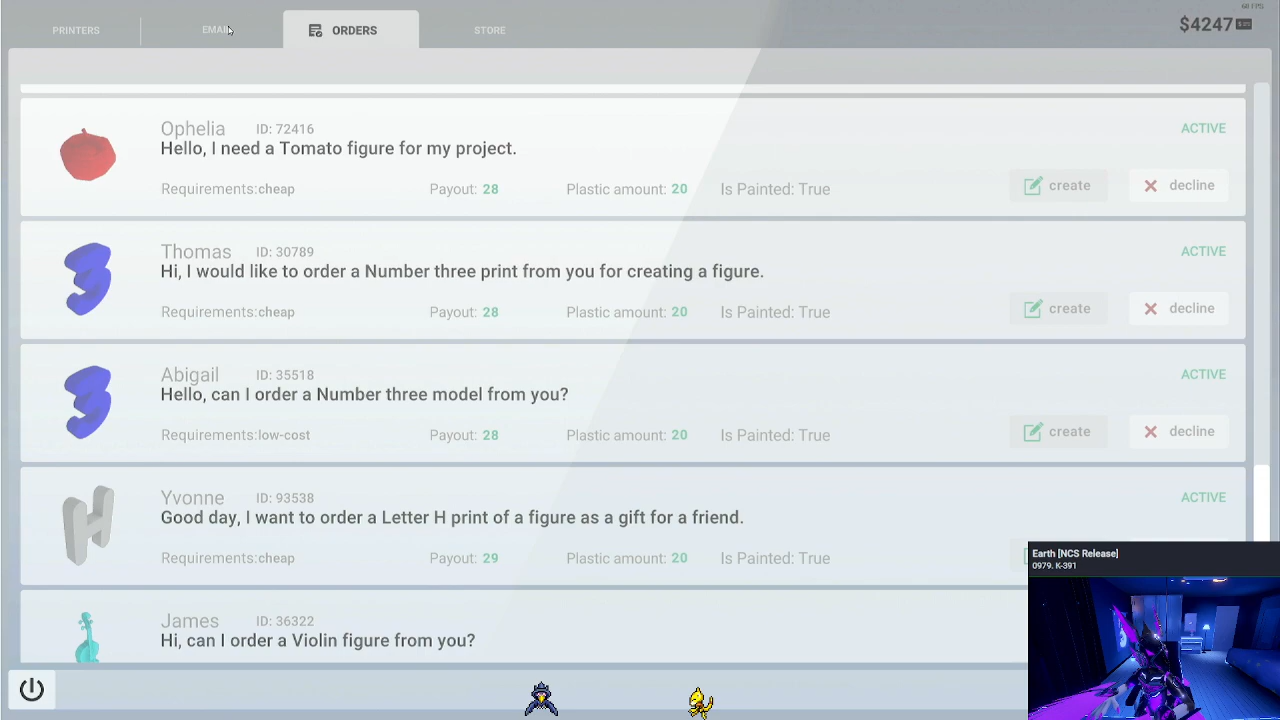 60 FPS
PRINTERS
EMAIL
ORDERS
STORE
$4247
Ophelia ID: 72416 ACTIVE
Hello, I need a Tomato figure for my project.
Requirements:cheap Payout: 28 Plastic amount: 20 Is Painted: True create decline
Thomas ID: 30789 ACTIVE
Hi, I would like to order a Number three print from you for creating a figure.
Requirements:cheap Payout: 28 Plastic amount: 20 Is Painted: True create decline
Abigail ID: 35518 ACTIVE
Hello, can I order a Number three model from you?
Requirements:low-cost Payout: 28 Plastic amount: 20 Is Painted: True create decline
Yvonne ID: 93538 ACTIVE
Good day, I want to order a Letter H print of a figure as a gift for a friend.
Requirements:cheap Payout: 29 Plastic amount: 20 Is Painted: True
James ID: 36322
Hi, can I order a Violin figure from you?
Earth [NCS Release]
0979. K-391